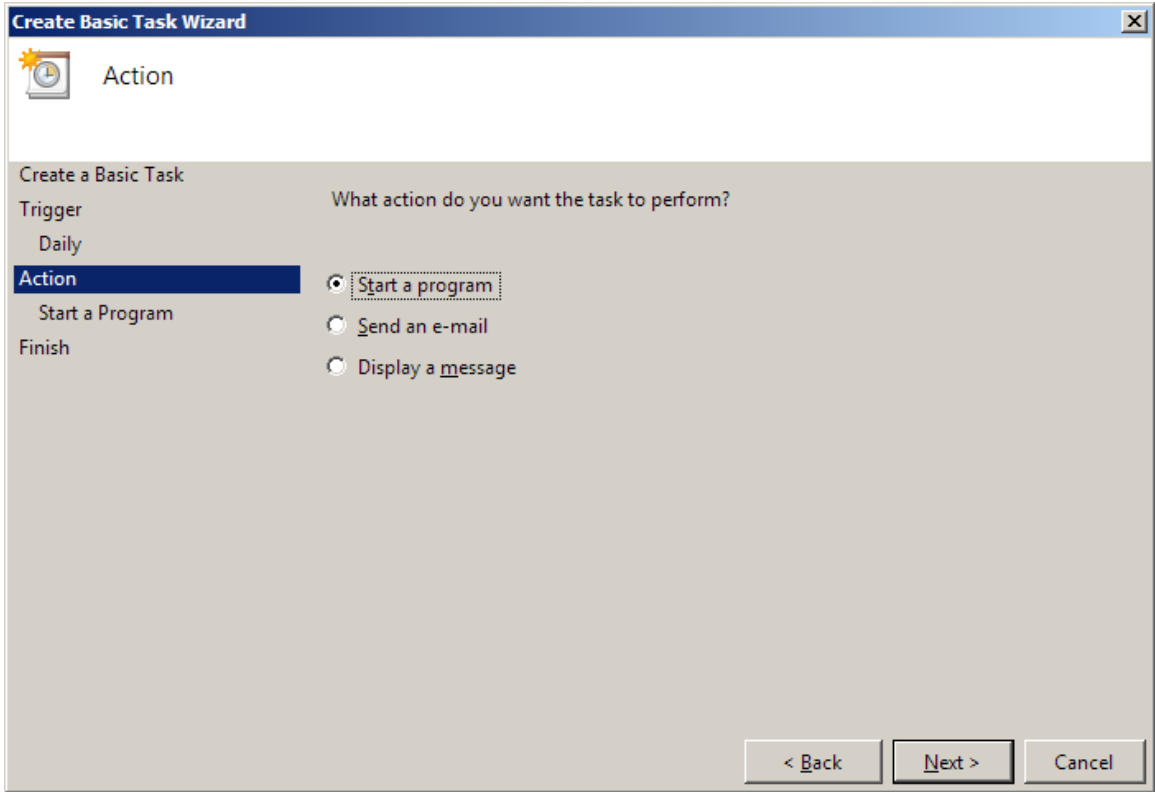 Create Basic Task Wizard
Action
Create a Basic Task
Trigger
Daily
Action
Start a Program
Finish
What action do you want the task to perform?
Start a program
Send an e-mail
Display a message
< Back
Next >
Cancel